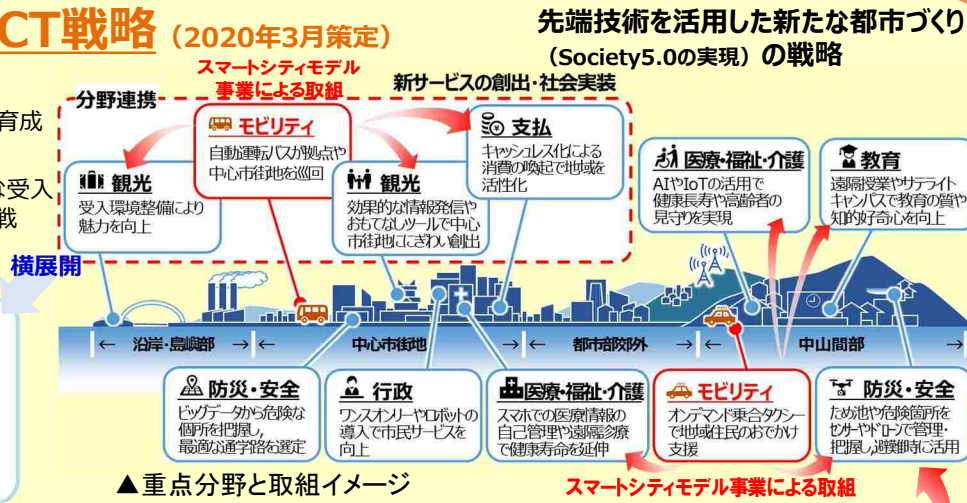 CT戦略（2020年3月策定）
先端技術を活用した新たな都市づくり
（Society5.0の実現）の戦略
スマートシティモデル
事業による取組
新サービスの創出・社会実装
分野連携
育成
な受入
戦
横展開
観光
受入環境整備により
魅力を向上
モビリティ
自動運転バスが拠点や
中心市街地を巡回
観光
効果的な情報発信や
おもてなしツールで中心
市街地ににぎわい創出
支払
キャッシュレス化による
消費の喚起で地域を
活性化
医療・福祉・介護
AIやIoTの活用で
健康長寿や高齢者の
見守りを実現
教育
遠隔授業やサテライト
キャンパスで教育の質や
知的好奇心を向上
← 沿岸・島嶼部 →
← 中心市街地 →
← 都市部郊外 →
← 中山間部 →
防災・安全
ビッグデータから危険な
個所を把握し，
最適な通学路を選定
行政
ワンスオンリーやロボットの
導入で市民サービスを
向上
医療・福祉・介護
スマホでの医療情報の
自己管理や遠隔診療
で健康寿命を延伸
モビリティ
オンデマンド乗合タクシー
で地域住民のおでかけ
支援
防災・安全
ため池や危険箇所を
センサーやドローンで管理・
把握し，避難時に活用
▲重点分野と取組イメージ
スマートシティモデル事業による取組